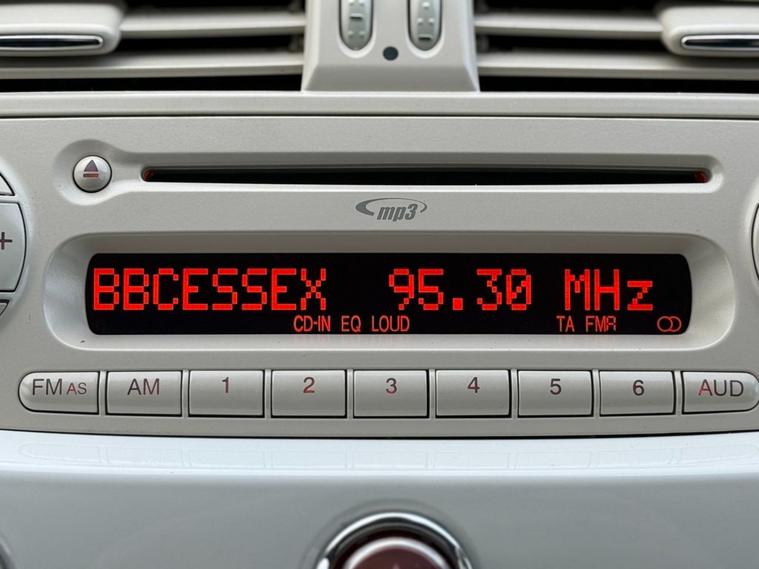 mp3
BBCESSEX 95.30 MHz
CD-IN EQ LOUD TA FMA
FM AS AM 1 2 3 4 5 6 AUD